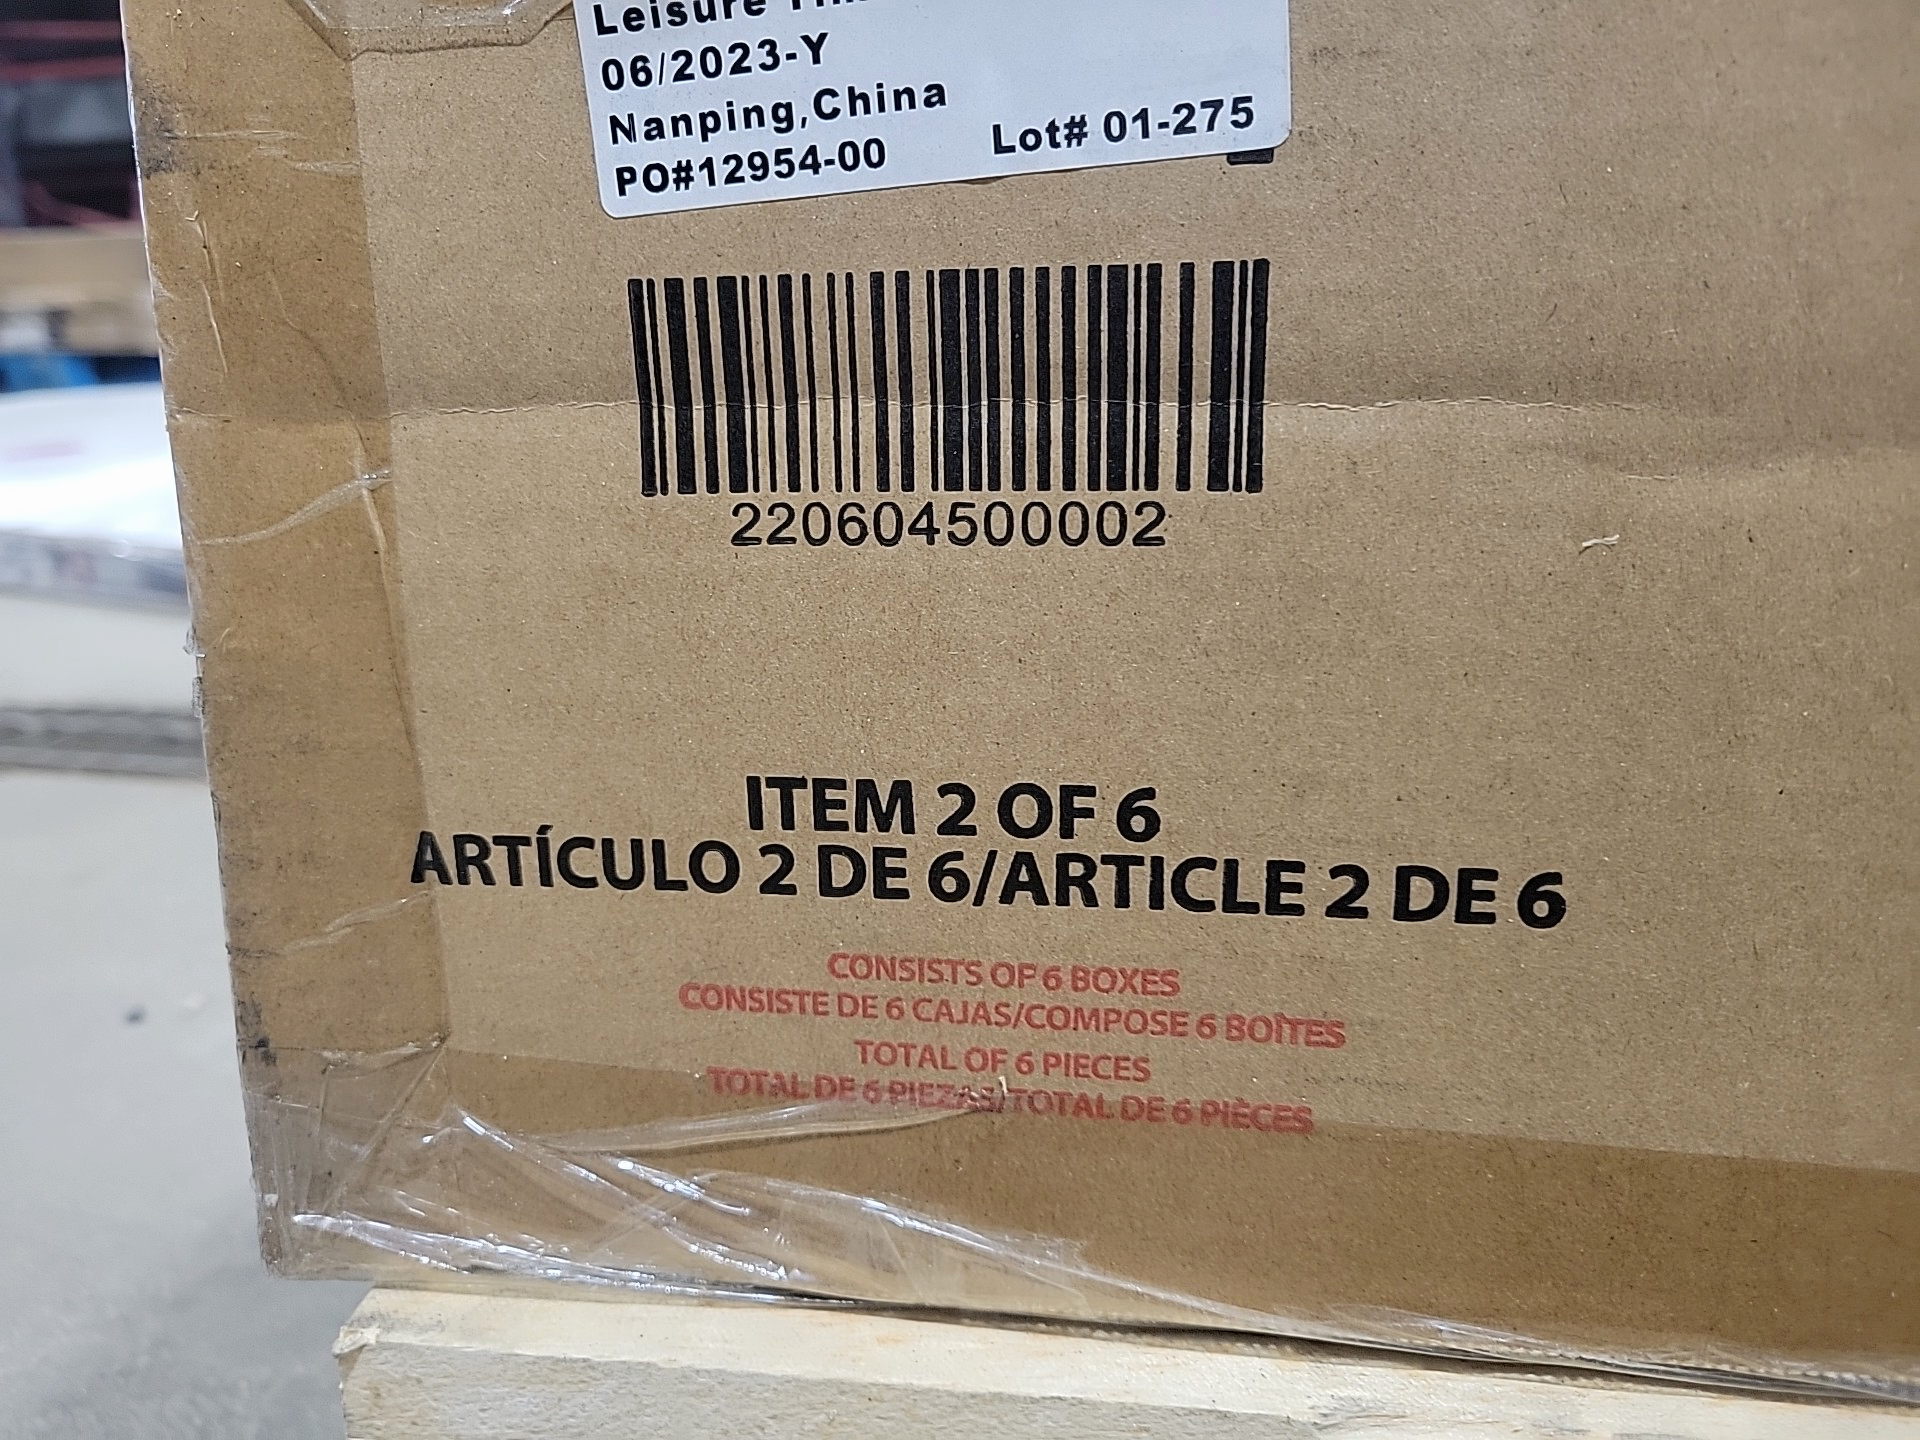 Leisure
06/2023-Y
Nanping,China
PO#12954-00 Lot# 01-275
220604500002
ITEM 2 OF 6
ARTÍCULO 2 DE 6/ARTICLE 2 DE 6
CONSISTS OF 6 BOXES
CONSISTE DE 6 CAJAS/COMPOSE 6 BOÎTES
TOTAL OF 6 PIECES
TOTAL DE 6 PIEZAS/TOTAL DE 6 PIÈCES